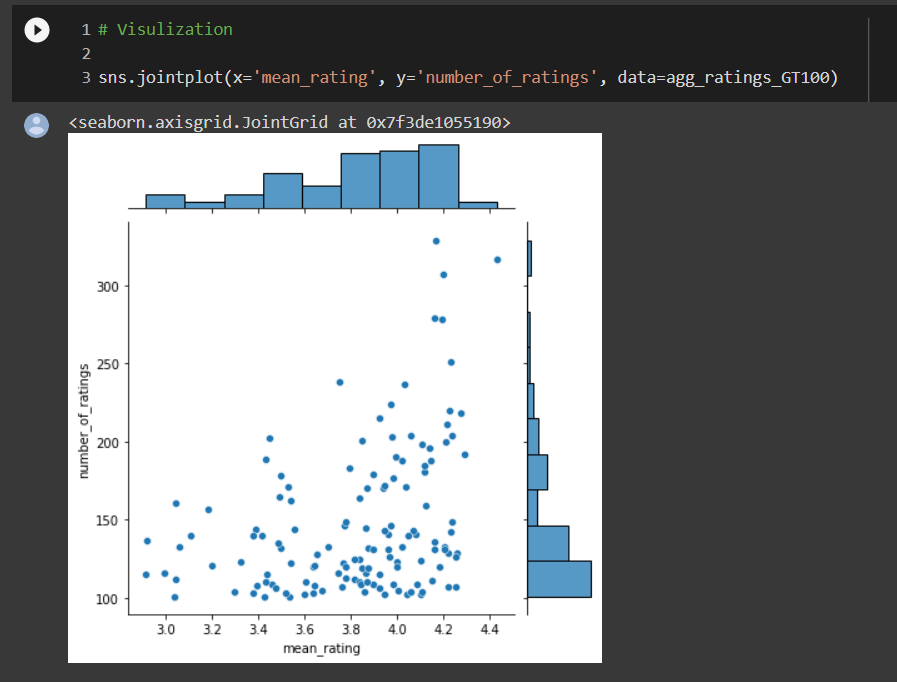 1 # Visulization
2
3 sns.jointplot(x='mean_rating', y='number_of_ratings', data=agg_ratings_GT100)
<seaborn.axisgrid.JointGrid at 0x7f3de1055190>
300
250
200
150
100
number_of_ratings
3.0 3.2 3.4 3.6 3.8 4.0 4.2 4.4
mean_rating